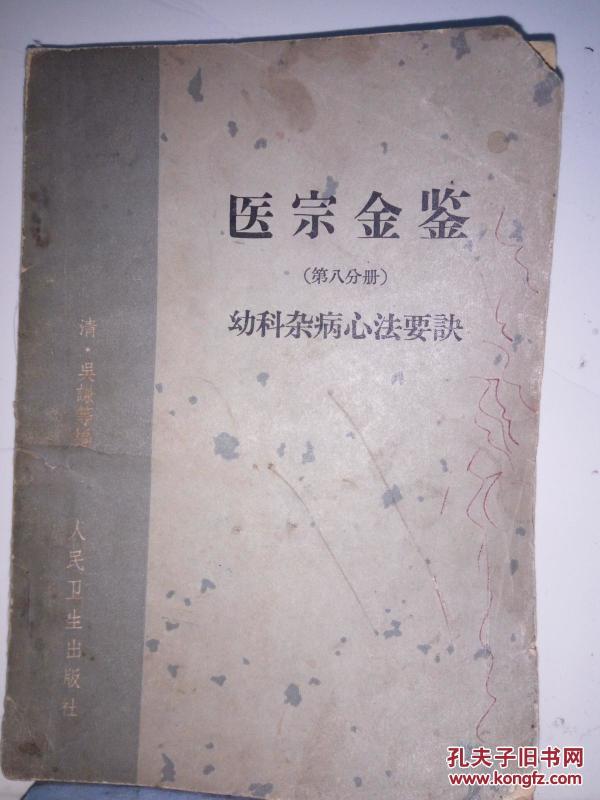 医宗金鉴
（第八分册）
幼科杂病心法要訣
清·吳謙等編
人民卫生出版社
孔夫子旧书网
www.kongfz.com